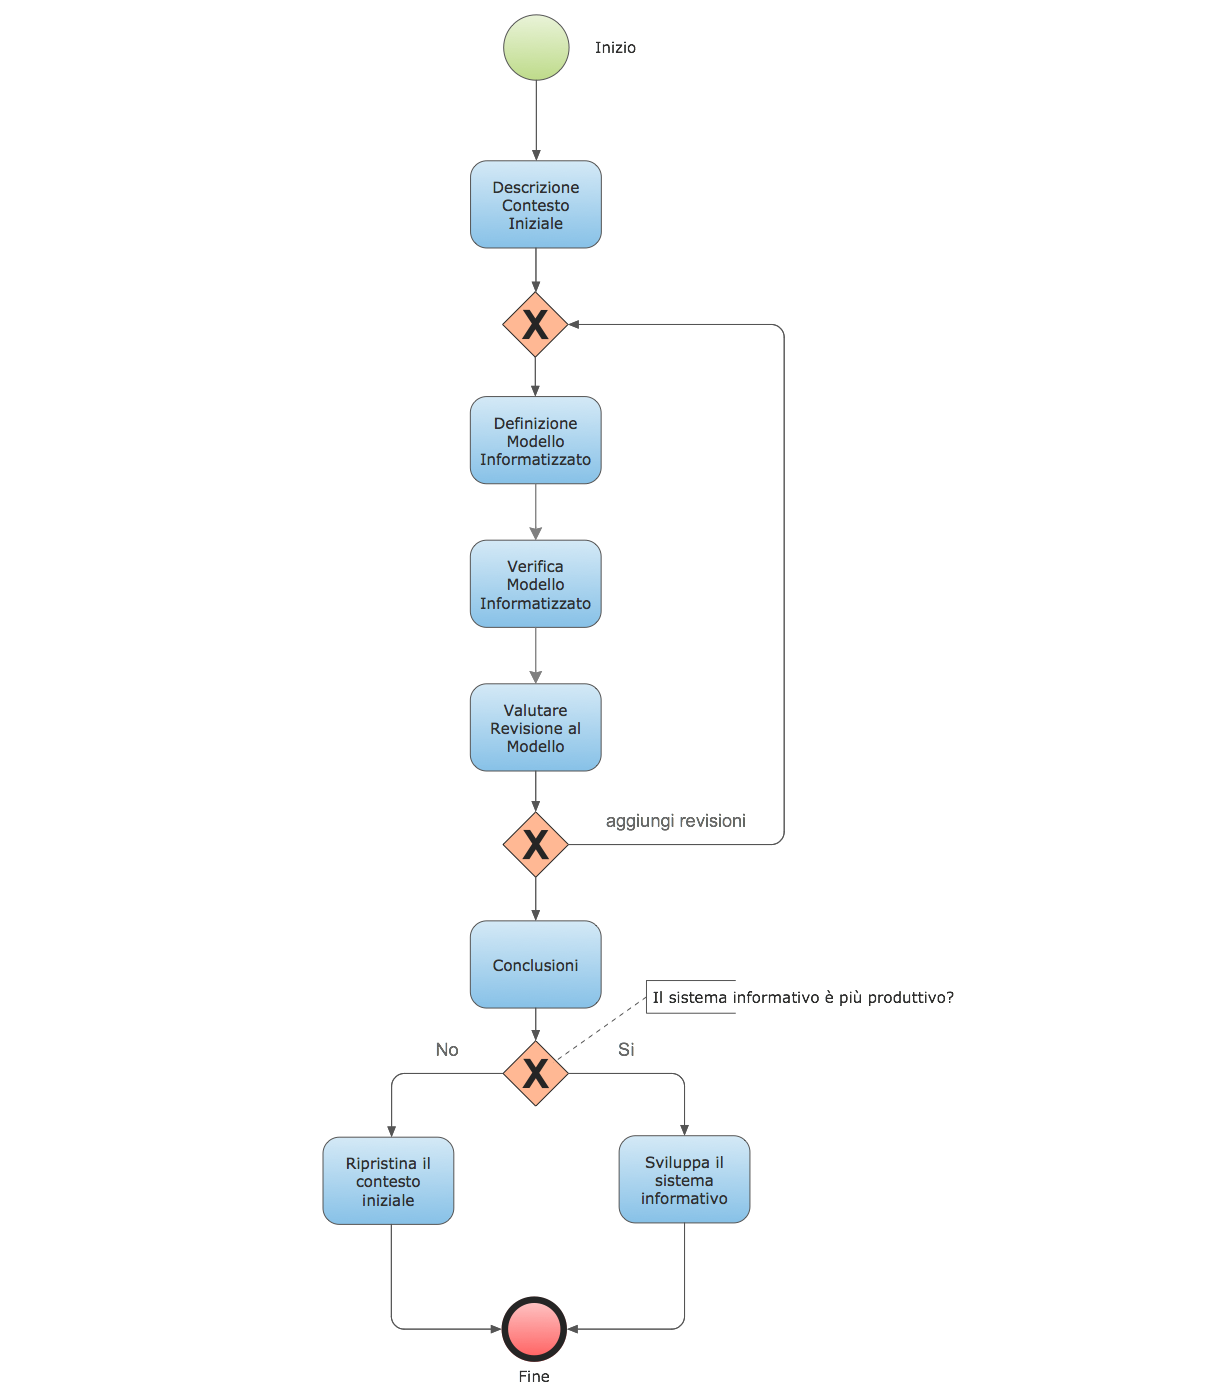 Inizio
Descrizione
Contesto
Iniziale
X
Definizione
Modello
Informatizzato
Verifica
Modello
Informatizzato
Valutare
Revisione al
Modello
aggiungi revisioni
X
Conclusioni
Il sistema informativo è più produttivo?
No
Si
X
Ripristina il
contesto
iniziale
Sviluppa il
sistema
informativo
Fine